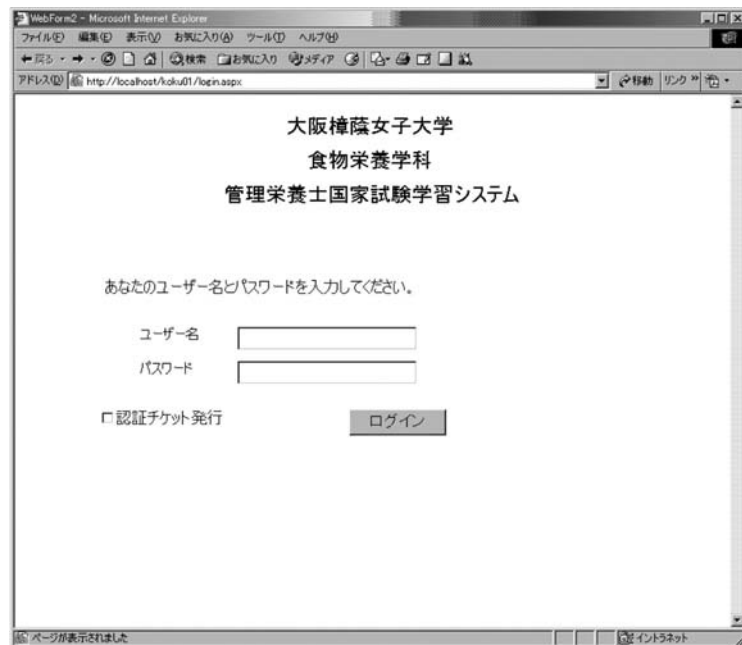 WebForm2 - Microsoft Internet Explorer
ファイル(F) 編集(E) 表示(V) お気に入り(A) ツール(T) ヘルプ(H)
戻る 検索 お気に入り メディア
アドレス(D) http://localhost/koku01/login.aspx 移動 リンク »
大阪樟蔭女子大学
食物栄養学科
管理栄養士国家試験学習システム
あなたのユーザー名とパスワードを入力してください。
ユーザー名
パスワード
認証チケット発行 ログイン
ページが表示されました イントラネット